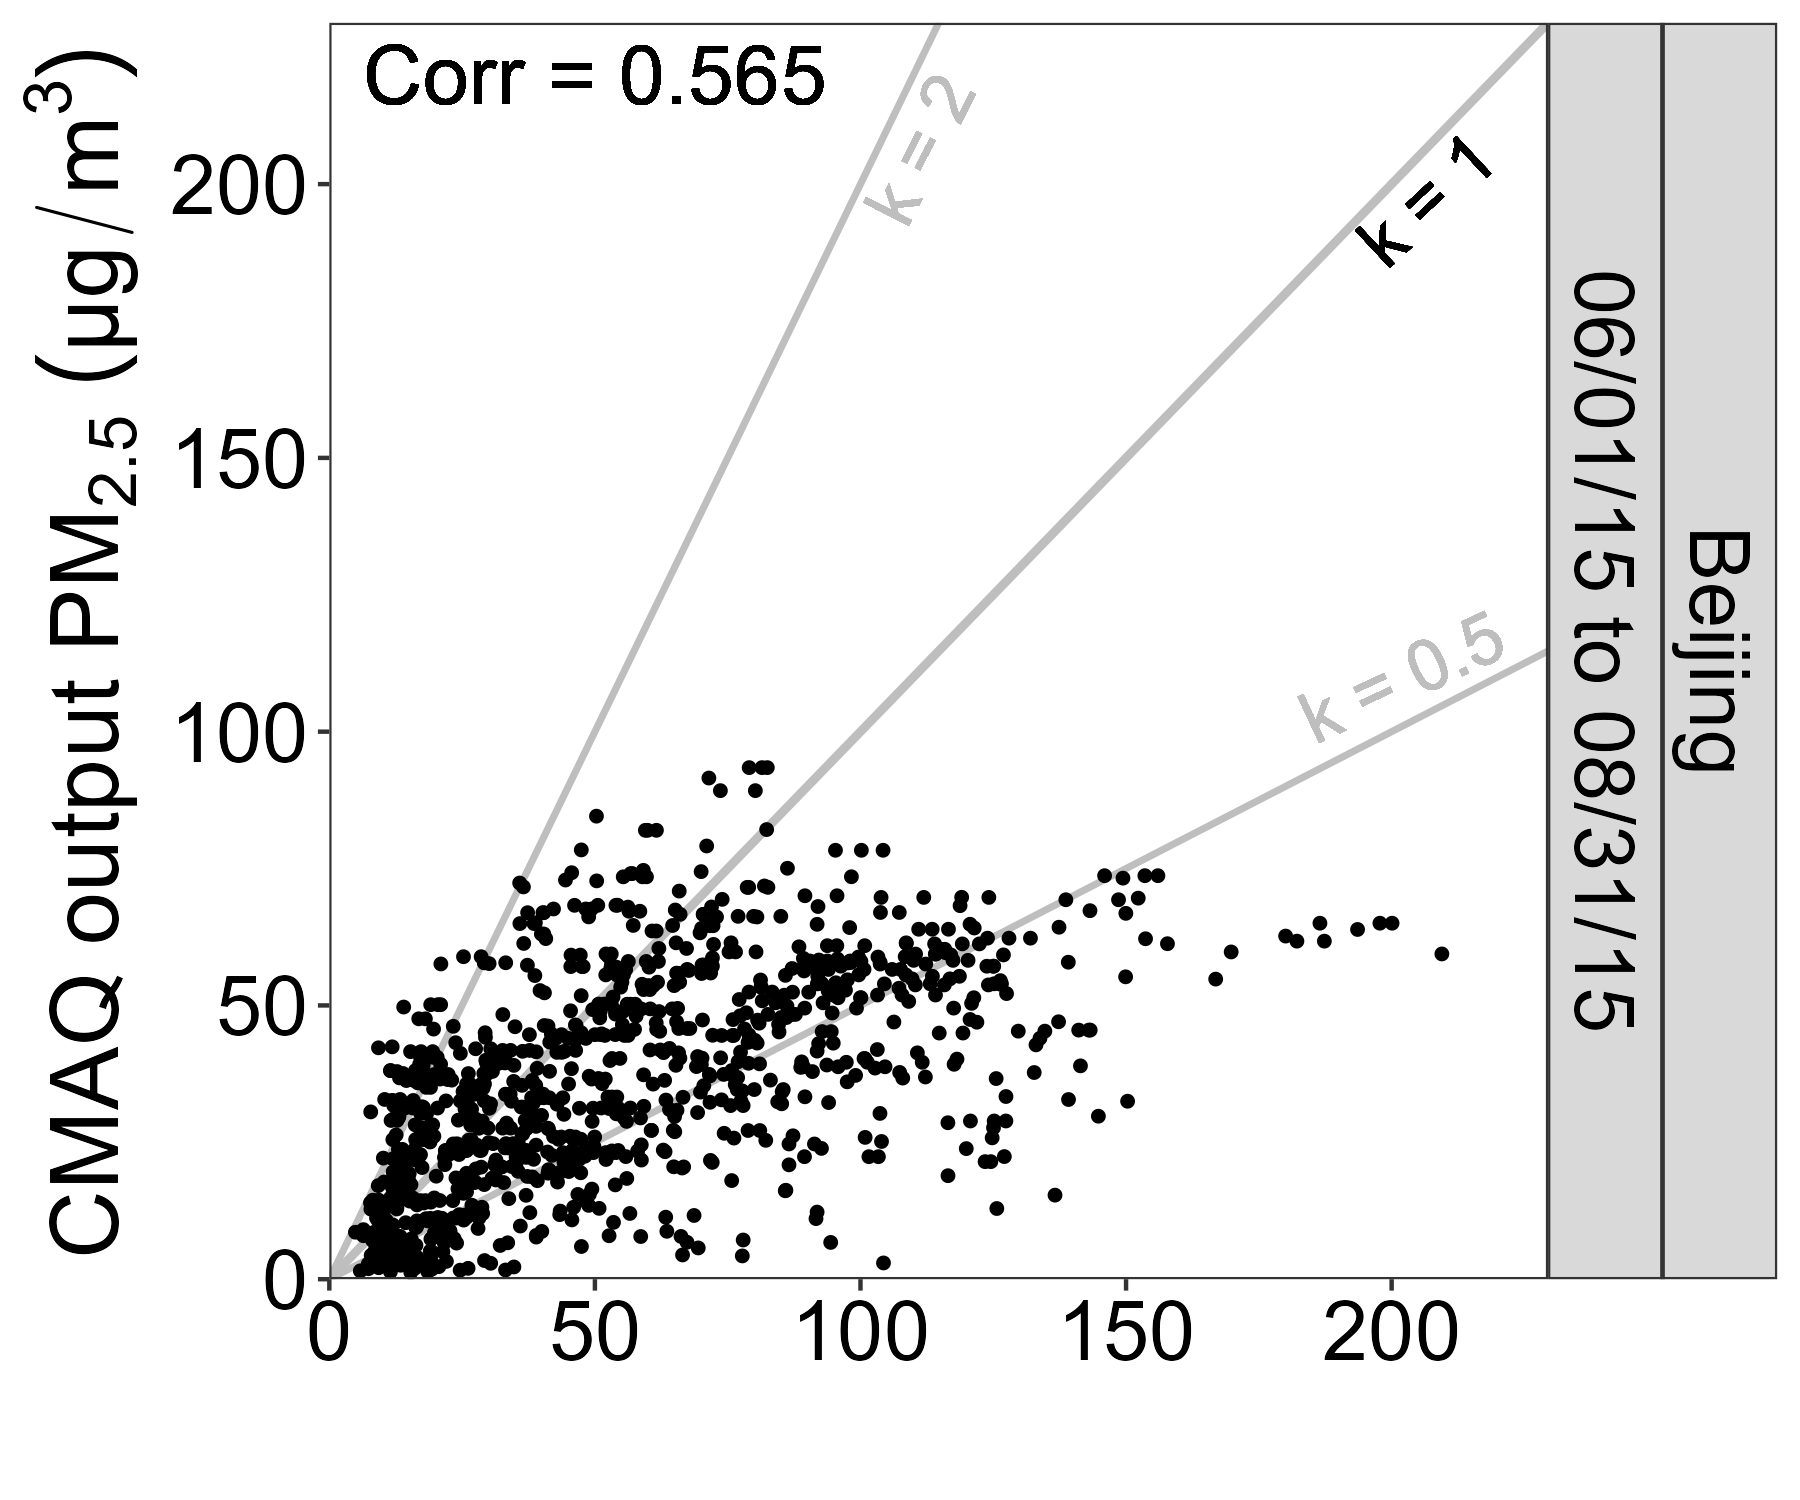 Corr = 0.565
k = 2
k = 1
k = 0.5
CMAQ output PM2.5 (µg / m³)
200
150
100
50
0
0 50 100 150 200
06/01/15 to 08/31/15
Beijing